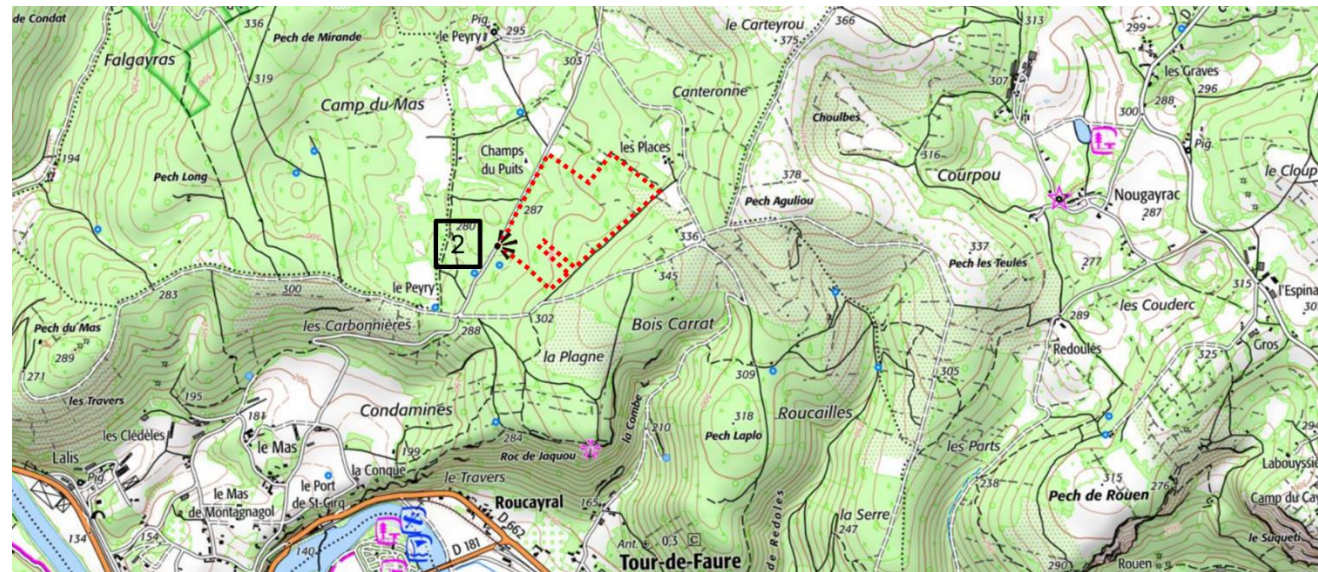 de Condat
336
Pech de Mirande
Pig.
le Peyry
295
le Carteyrou
366
375
313
299
Falgayras
319
303
307
les Graves
Camp du Mas
Canteronne
Choulbes
300
288
296
194
Champs
du Puits
les Places
316
Pig.
Pech Long
378
Courpou
le Cloup
Pech Aguliou
Nougayrac
287
287
280
2
336
337
Pech les Teules
277
283
300
le Peyry
345
315
l'Espina
302
les Couderc
289
les Carbonnières
288
Bois Carrat
Pech du Mas
289
la Plagne
Redoulès
Gros
325
271
309
305
les Travers
195
181
Condamines
la Combe
318
Roucailles
les Clédèles
210
Pech Laplo
les Parts
294
Lalis
le Mas
284
Roc de Jaquou
199
Pig.
la Conque
le Travers
238
315
276
Labouyssiè
le Mas
de Montagnagol
le Port
de St-Cirq
Roucayral
165
Pech de Rouen
Camp du Cay
134
154
D 662
la Serre
247
140
D 181
Ant. 0,3 C
de Redoles
Rouen
le Suqueti
Tour-de-Faure
290